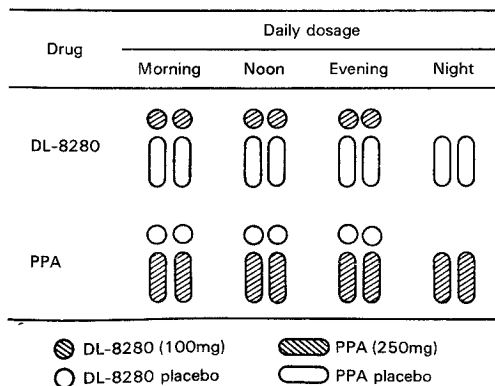 Drug
Daily dosage
Morning Noon Evening Night
DL-8280
PPA
DL-8280 (100mg) PPA (250mg)
DL-8280 placebo PPA placebo